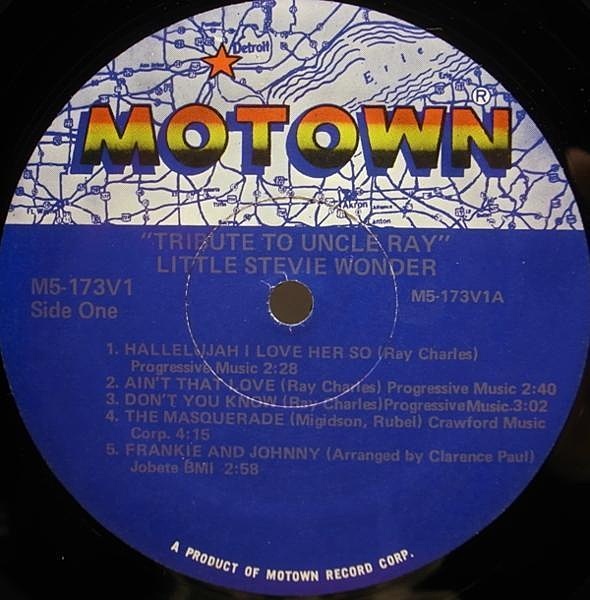 Detroit
Erie
®
MOTOWN
Akron
"TRIBUTE TO UNCLE RAY"
LITTLE STEVIE WONDER
M5-173V1
M5-173V1A
Side One
1. HALLELUJAH I LOVE HER SO (Ray Charles)
Progressive Music 2:28
2. AIN'T THAT LOVE (Ray Charles) Progressive Music 2:40
3. DON'T YOU KNOW (Ray Charles)Progressive Music 3:02
4. THE MASQUERADE (Migidson, Rubel) Crawford Music
Corp. 4:15
5. FRANKIE AND JOHNNY (Arranged by Clarence Paul)
Jobete BMI 2:58
A PRODUCT OF MOTOWN RECORD CORP.